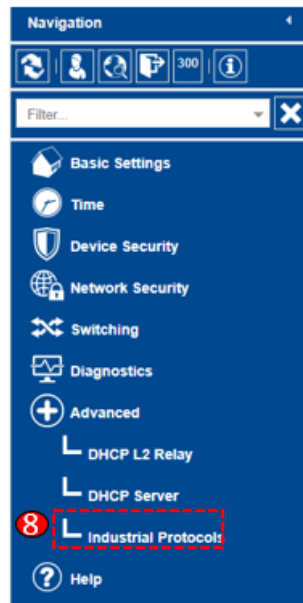 Navigation
300
Filter...
Basic Settings
Time
Device Security
Network Security
Switching
Diagnostics
Advanced
DHCP L2 Relay
DHCP Server
8
Industrial Protocols
Help